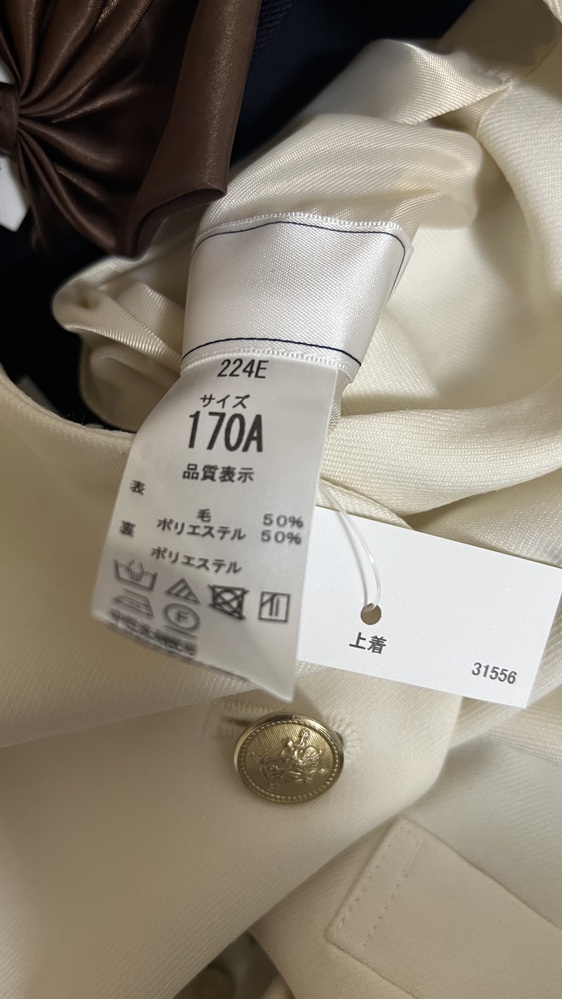 224E
サイズ
170A
品質表示
表
毛 50%
ポリエステル 50%
裏
ポリエステル
F
上着
31556